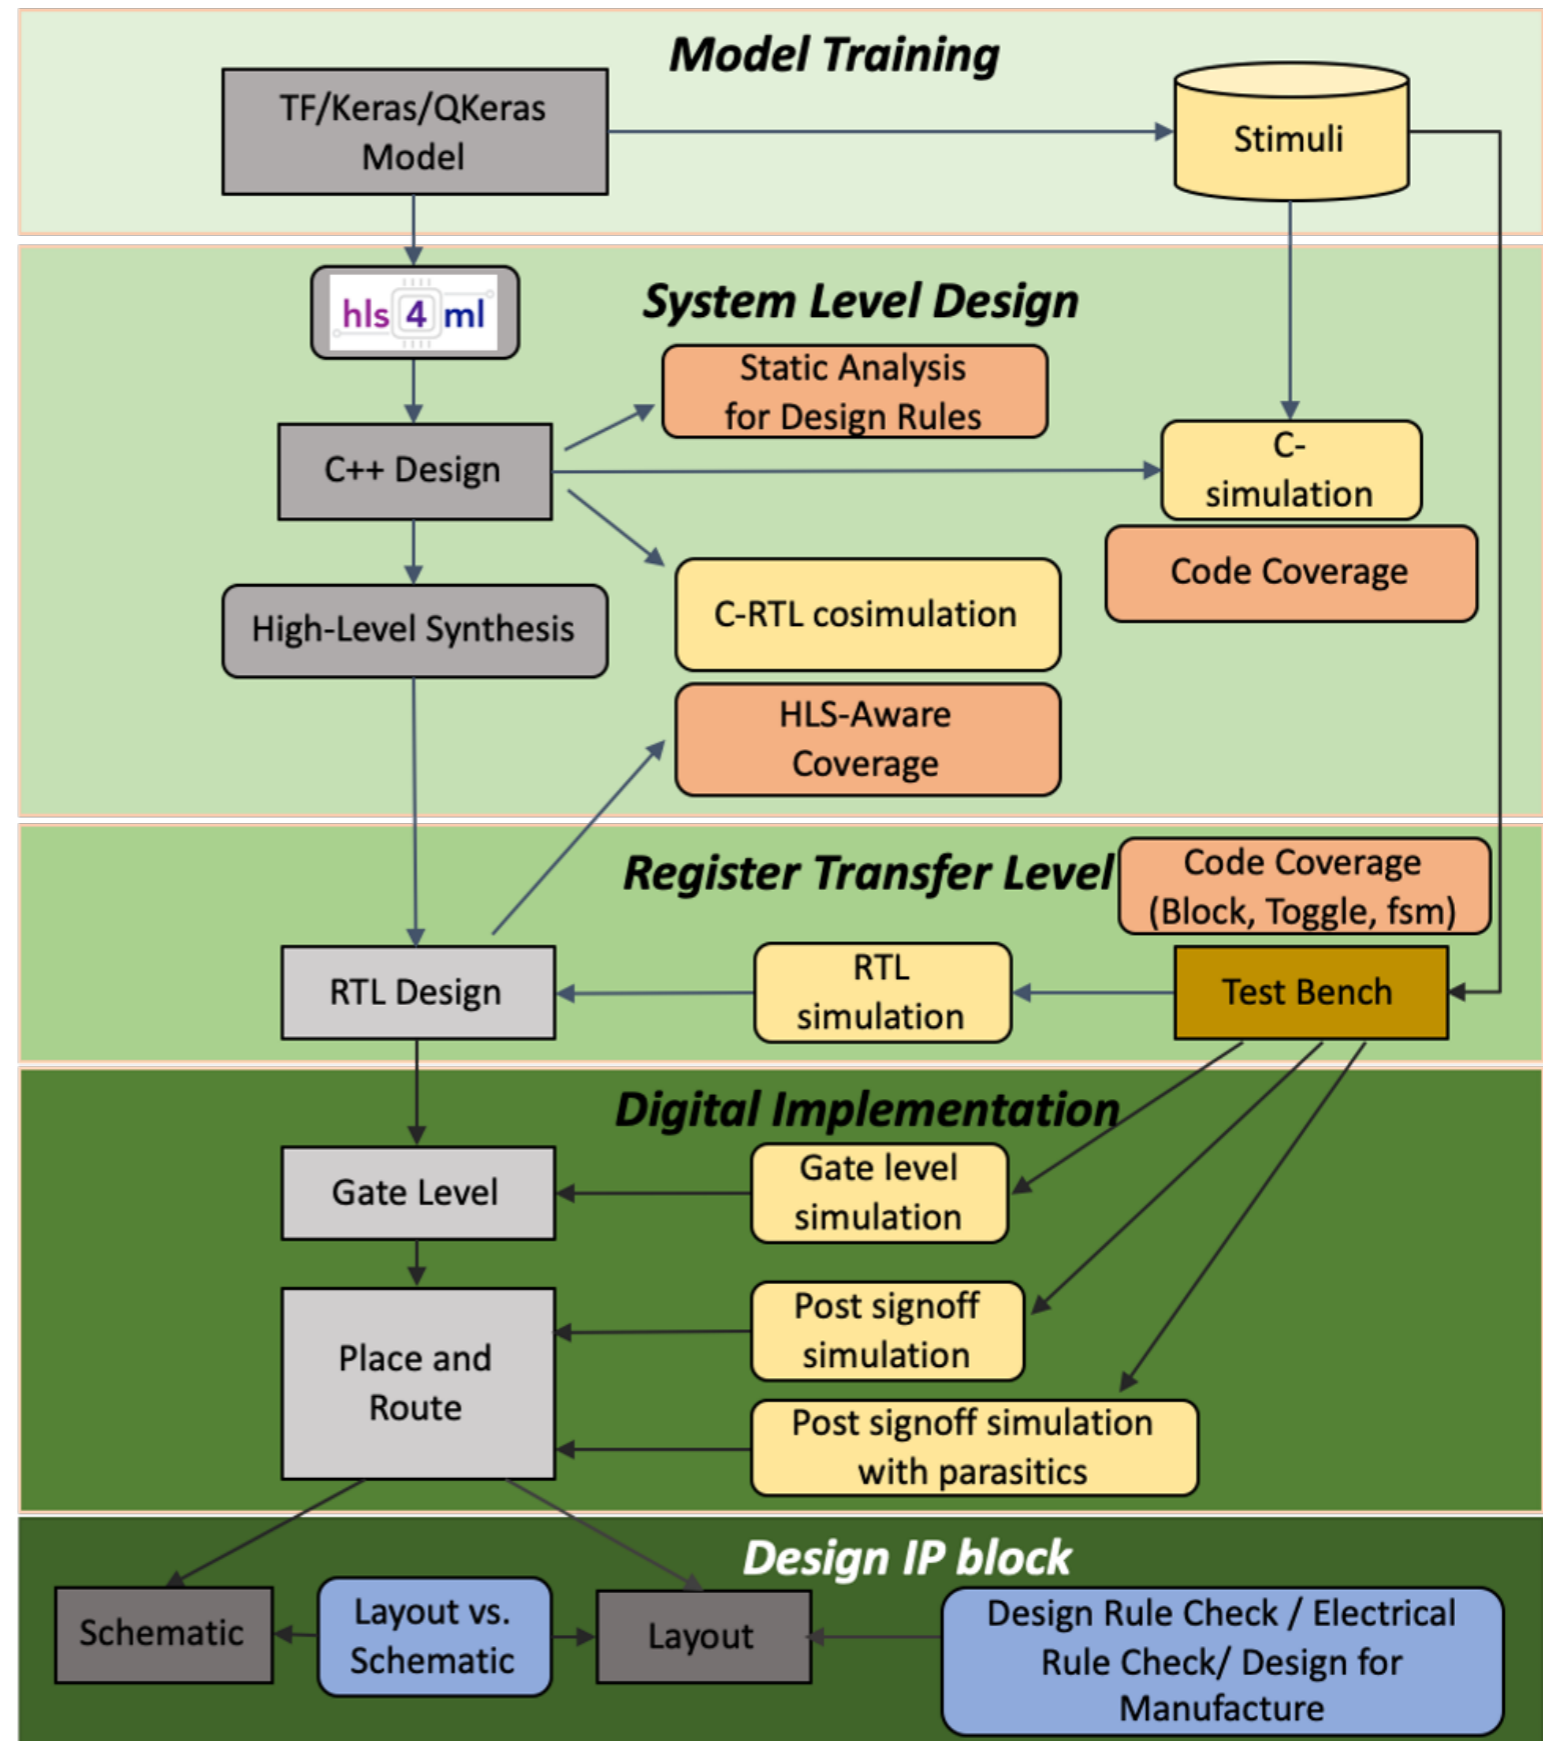 Model Training
TF/Keras/QKeras
Model
Stimuli
hls 4 ml
System Level Design
Static Analysis
for Design Rules
C++ Design
C-
simulation
Code Coverage
High-Level Synthesis
C-RTL cosimulation
HLS-Aware
Coverage
Register Transfer Level
Code Coverage
(Block, Toggle, fsm)
RTL Design
RTL
simulation
Test Bench
Digital Implementation
Gate Level
Gate level
simulation
Place and
Route
Post signoff
simulation
Post signoff simulation
with parasitics
Design IP block
Schematic
Layout vs.
Schematic
Layout
Design Rule Check / Electrical
Rule Check/ Design for
Manufacture